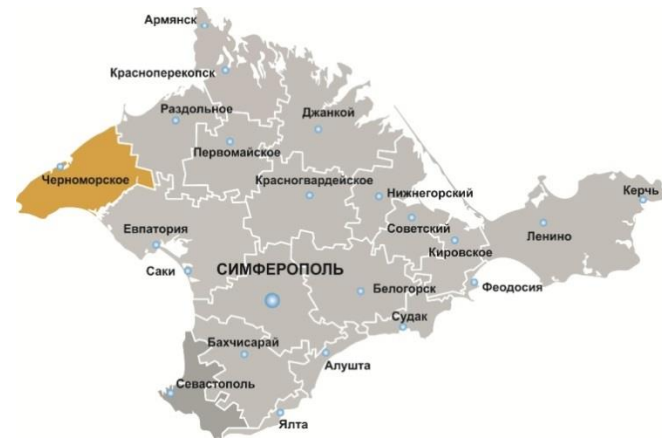 Армянск
Красноперекопск
Раздольное
Джанкой
Первомайское
Черноморское
Красногвардейское
Нижнегорский
Керчь
Советский
Евпатория
Ленино
Кировское
Саки
СИМФЕРОПОЛЬ
Белогорск
Феодосия
Судак
Бахчисарай
Алушта
Севастополь
Ялта